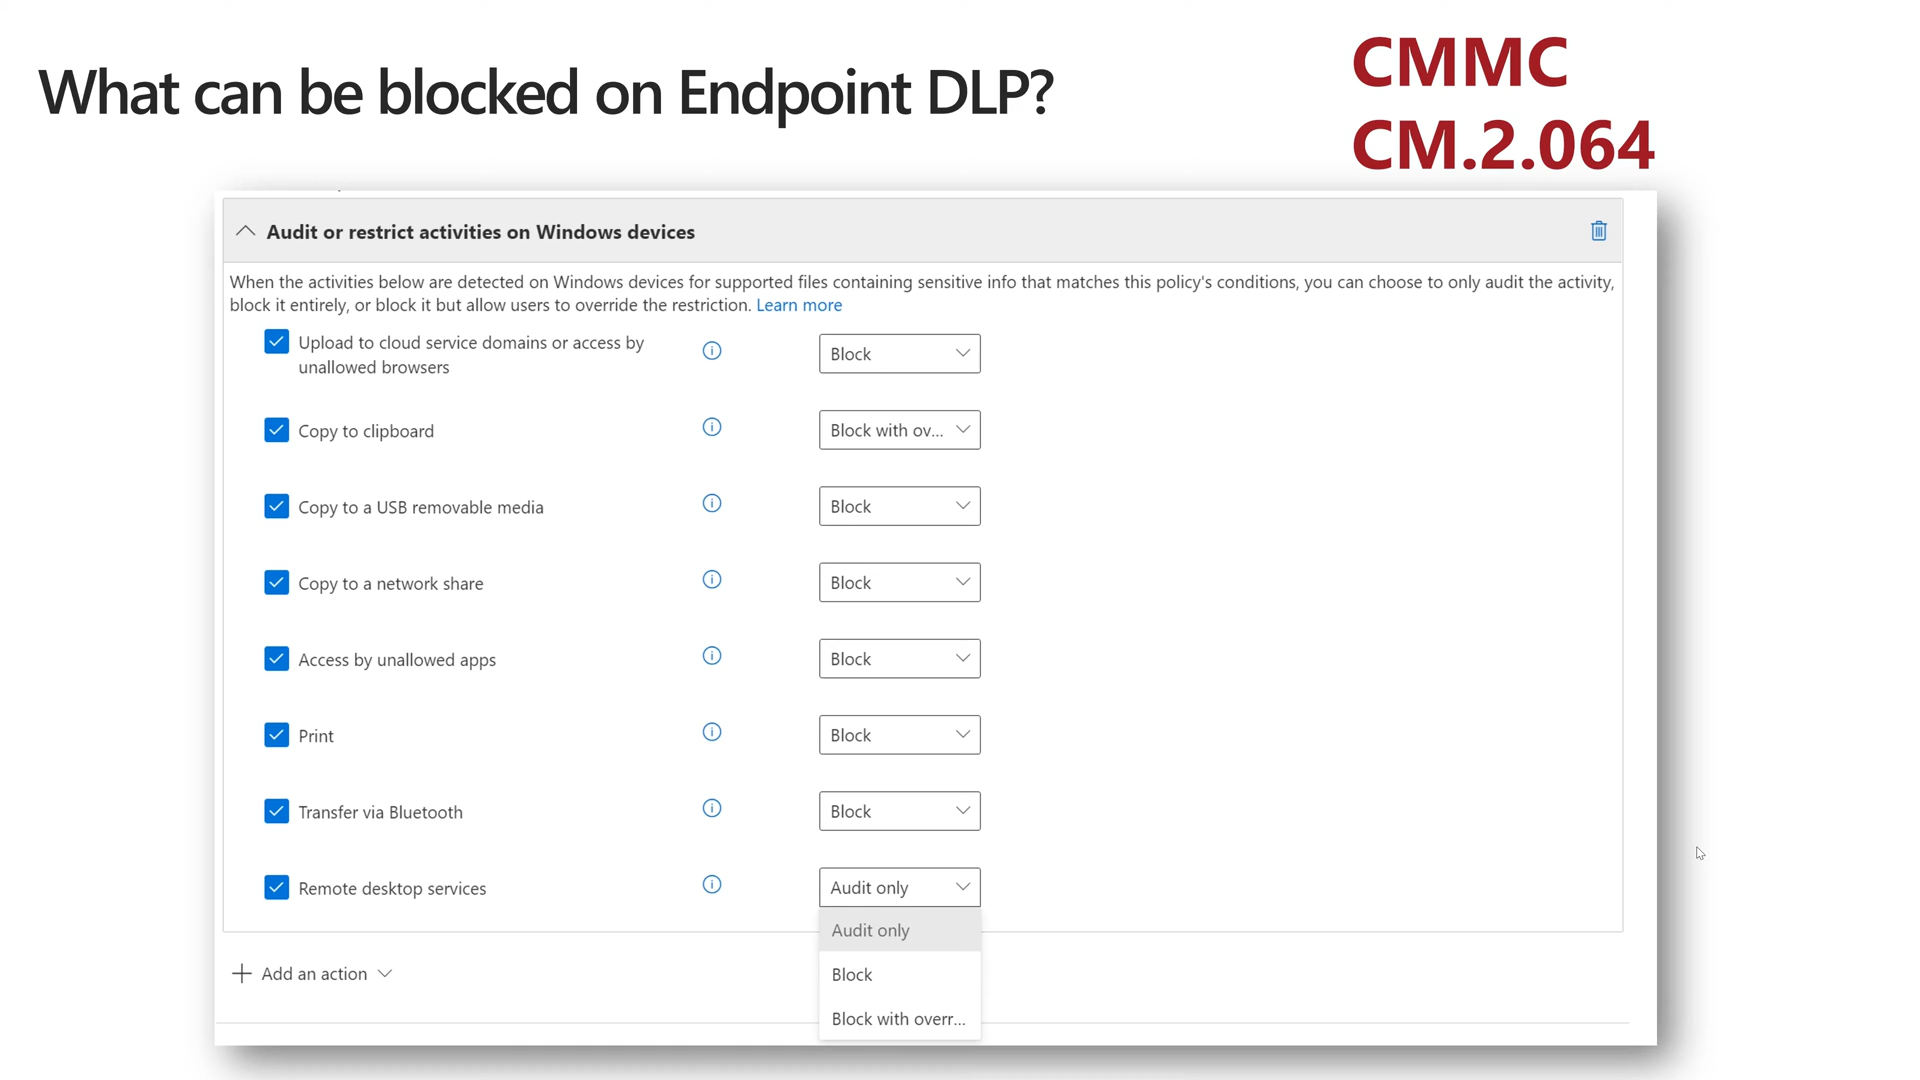 What can be blocked on Endpoint DLP?
CMMC
CM.2.064
Audit or restrict activities on Windows devices
When the activities below are detected on Windows devices for supported files containing sensitive info that matches this policy's conditions, you can choose to only audit the activity,
block it entirely, or block it but allow users to override the restriction. Learn more
Upload to cloud service domains or access by
unallowed browsers
Block
Copy to clipboard
Block with ov...
Copy to a USB removable media
Block
Copy to a network share
Block
Access by unallowed apps
Block
Print
Block
Transfer via Bluetooth
Block
Remote desktop services
Audit only
Audit only
Block
Block with overr...
Add an action